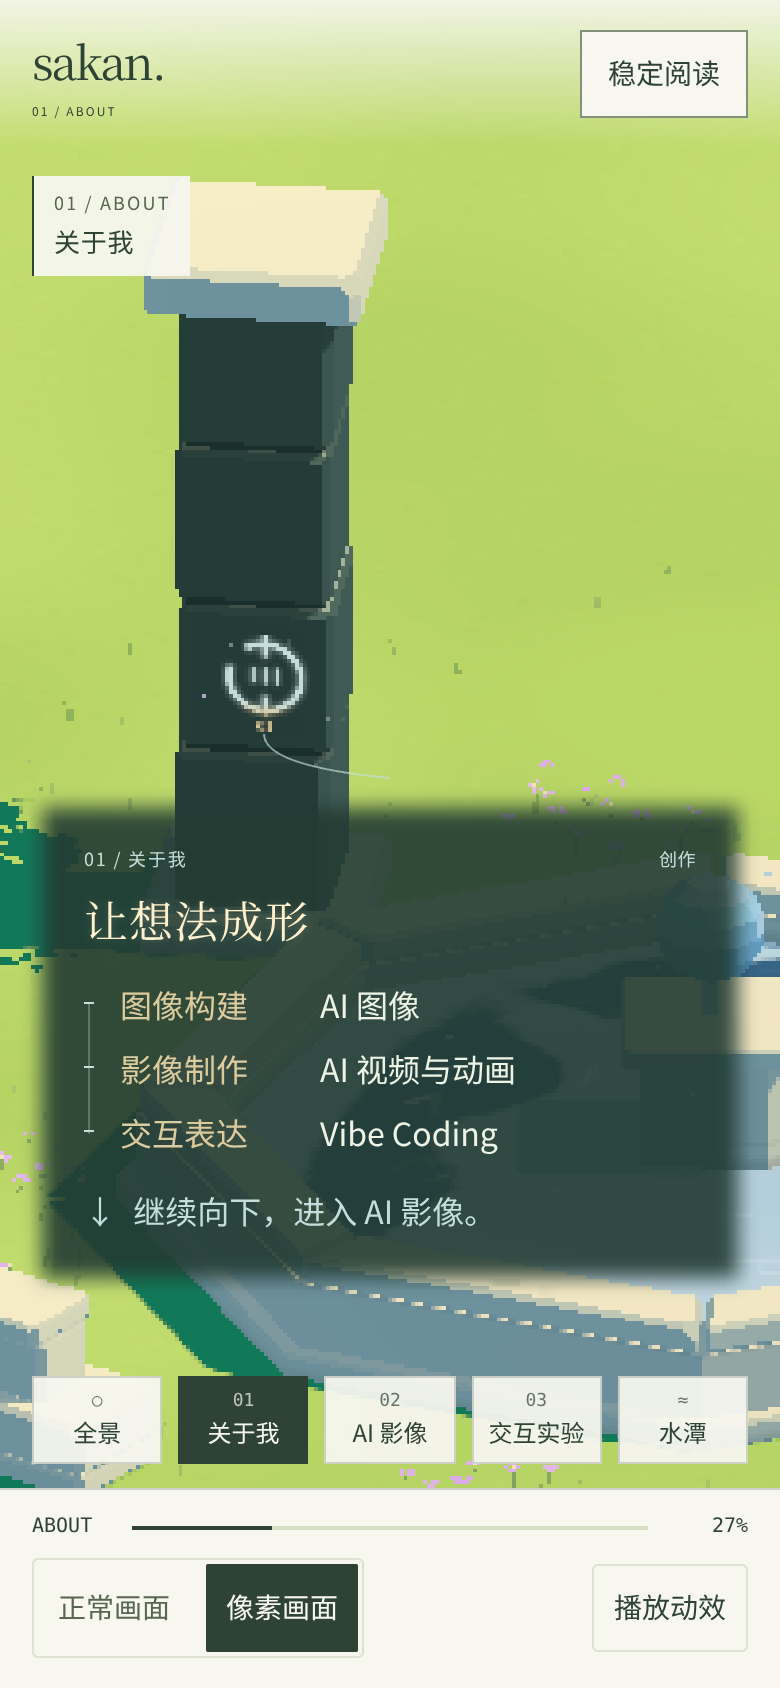 sakan.
稳定阅读
01 / ABOUT
01 / ABOUT
关于我
01 / 关于我
创作
让想法成形
图像构建 AI 图像
影像制作 AI 视频与动画
交互表达 Vibe Coding
↓ 继续向下，进入 AI 影像。
○
全景
01
关于我
02
AI 影像
03
交互实验
≈
水潭
ABOUT
27%
正常画面
像素画面
播放动效